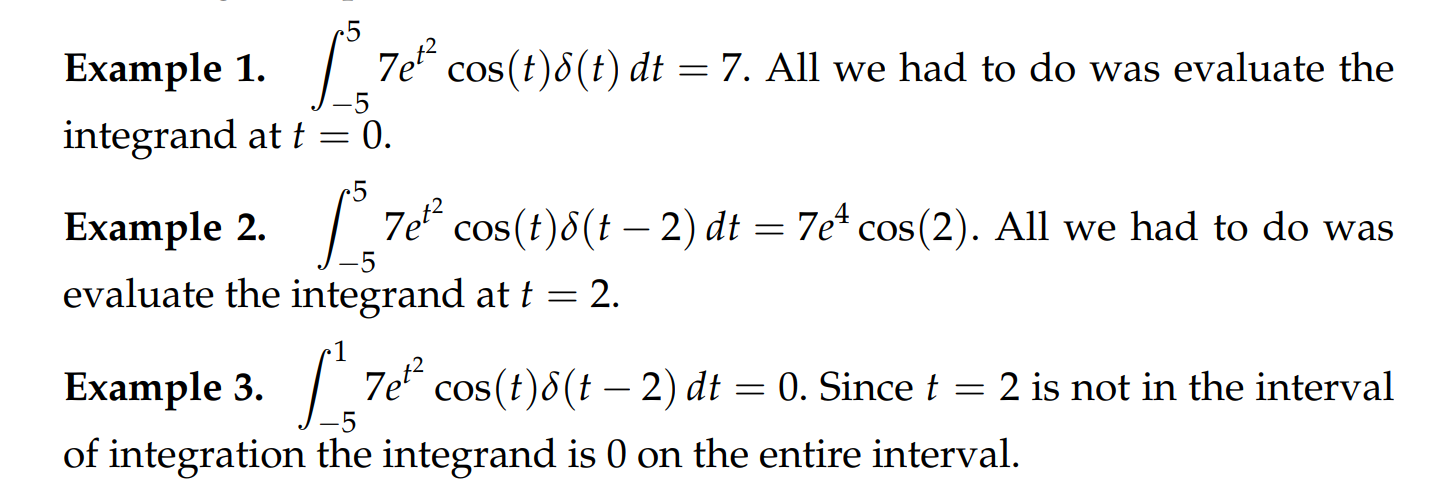 Example 1. ∫_{−5}^{5} 7e^{t²} cos(t)δ(t) dt = 7. All we had to do was evaluate the
integrand at t = 0.
Example 2. ∫_{−5}^{5} 7e^{t²} cos(t)δ(t − 2) dt = 7e⁴ cos(2). All we had to do was
evaluate the integrand at t = 2.
Example 3. ∫_{−5}^{1} 7e^{t²} cos(t)δ(t − 2) dt = 0. Since t = 2 is not in the interval
of integration the integrand is 0 on the entire interval.